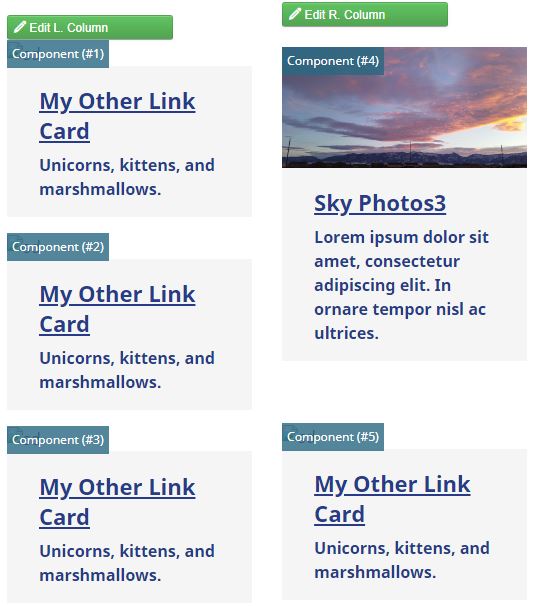 Edit L. Column
Component (#1)
My Other Link
Card
Unicorns, kittens, and
marshmallows.
Component (#2)
My Other Link
Card
Unicorns, kittens, and
marshmallows.
Component (#3)
My Other Link
Card
Unicorns, kittens, and
marshmallows.
Edit R. Column
Component (#4)
Sky Photos3
Lorem ipsum dolor sit
amet, consectetur
adipiscing elit. In
ornare tempor nisl ac
ultrices.
Component (#5)
My Other Link
Card
Unicorns, kittens, and
marshmallows.